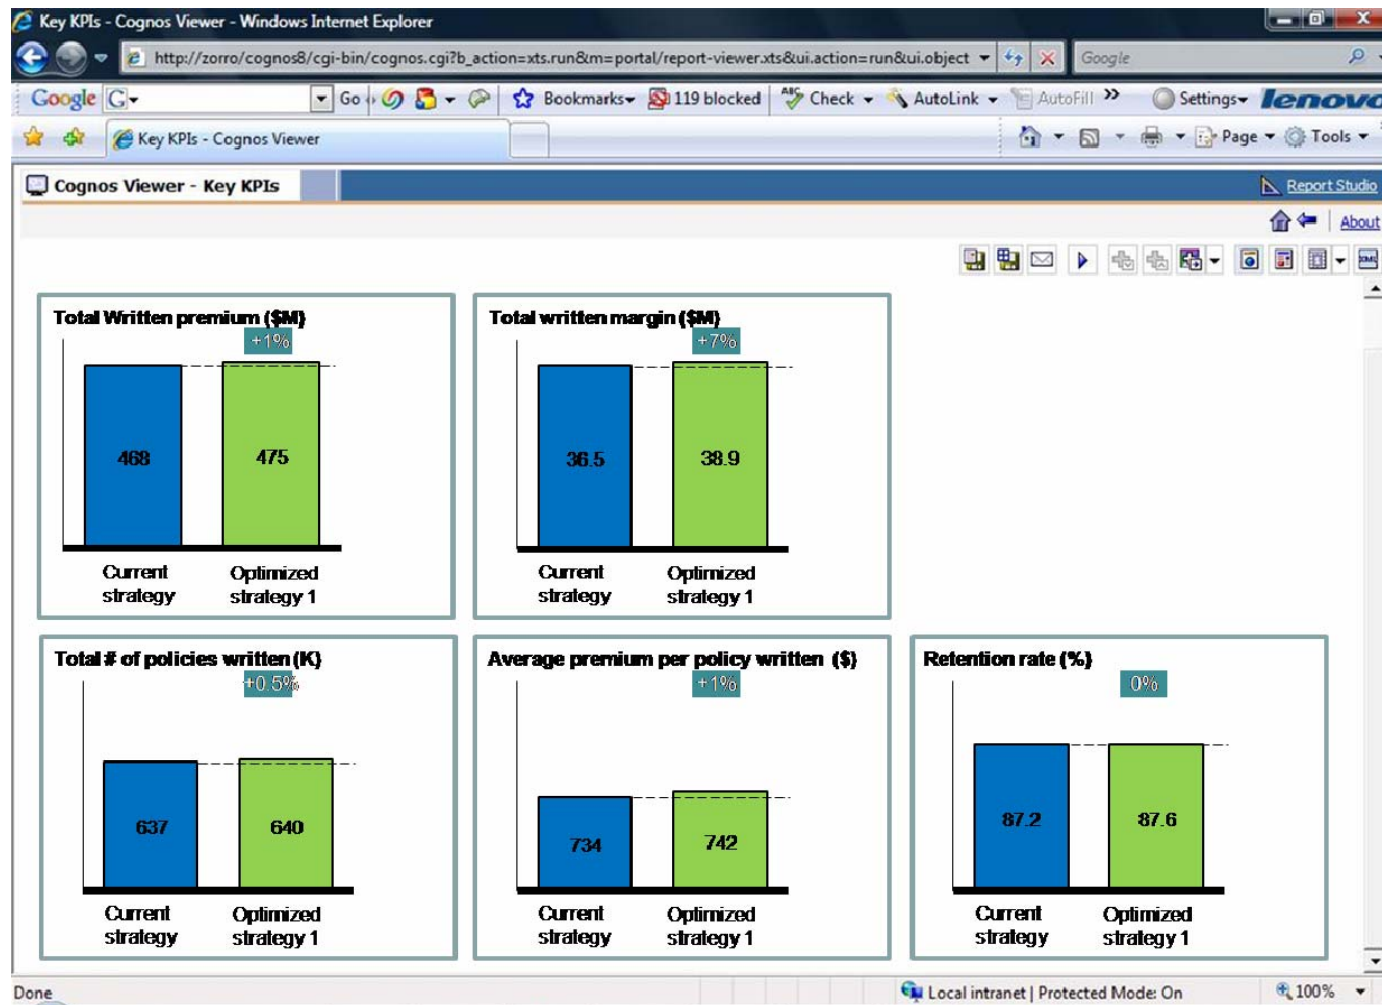 Key KPIs - Cognos Viewer - Windows Internet Explorer
http://zorro/cognos8/cgi-bin/cognos.cgi?b_action=xts.run&m=portal/report-viewer.xts&ui.action=run&ui.object Google
Google G Go Bookmarks 119 blocked ABC Check AutoLink AutoFill Settings lenovo
Key KPIs - Cognos Viewer Page Tools
Cognos Viewer - Key KPIs Report Studio
About
Total Written premium ($M)
+1%
468
475
Current strategy
Optimized strategy 1
Total written margin ($M)
+7%
36.5
38.9
Current strategy
Optimized strategy 1
Total # of policies written (K)
+0.5%
637
640
Current strategy
Optimized strategy 1
Average premium per policy written ($)
+1%
734
742
Current strategy
Optimized strategy 1
Retention rate (%)
0%
87.2
87.6
Current strategy
Optimized strategy 1
Done Local intranet | Protected Mode: On 100%